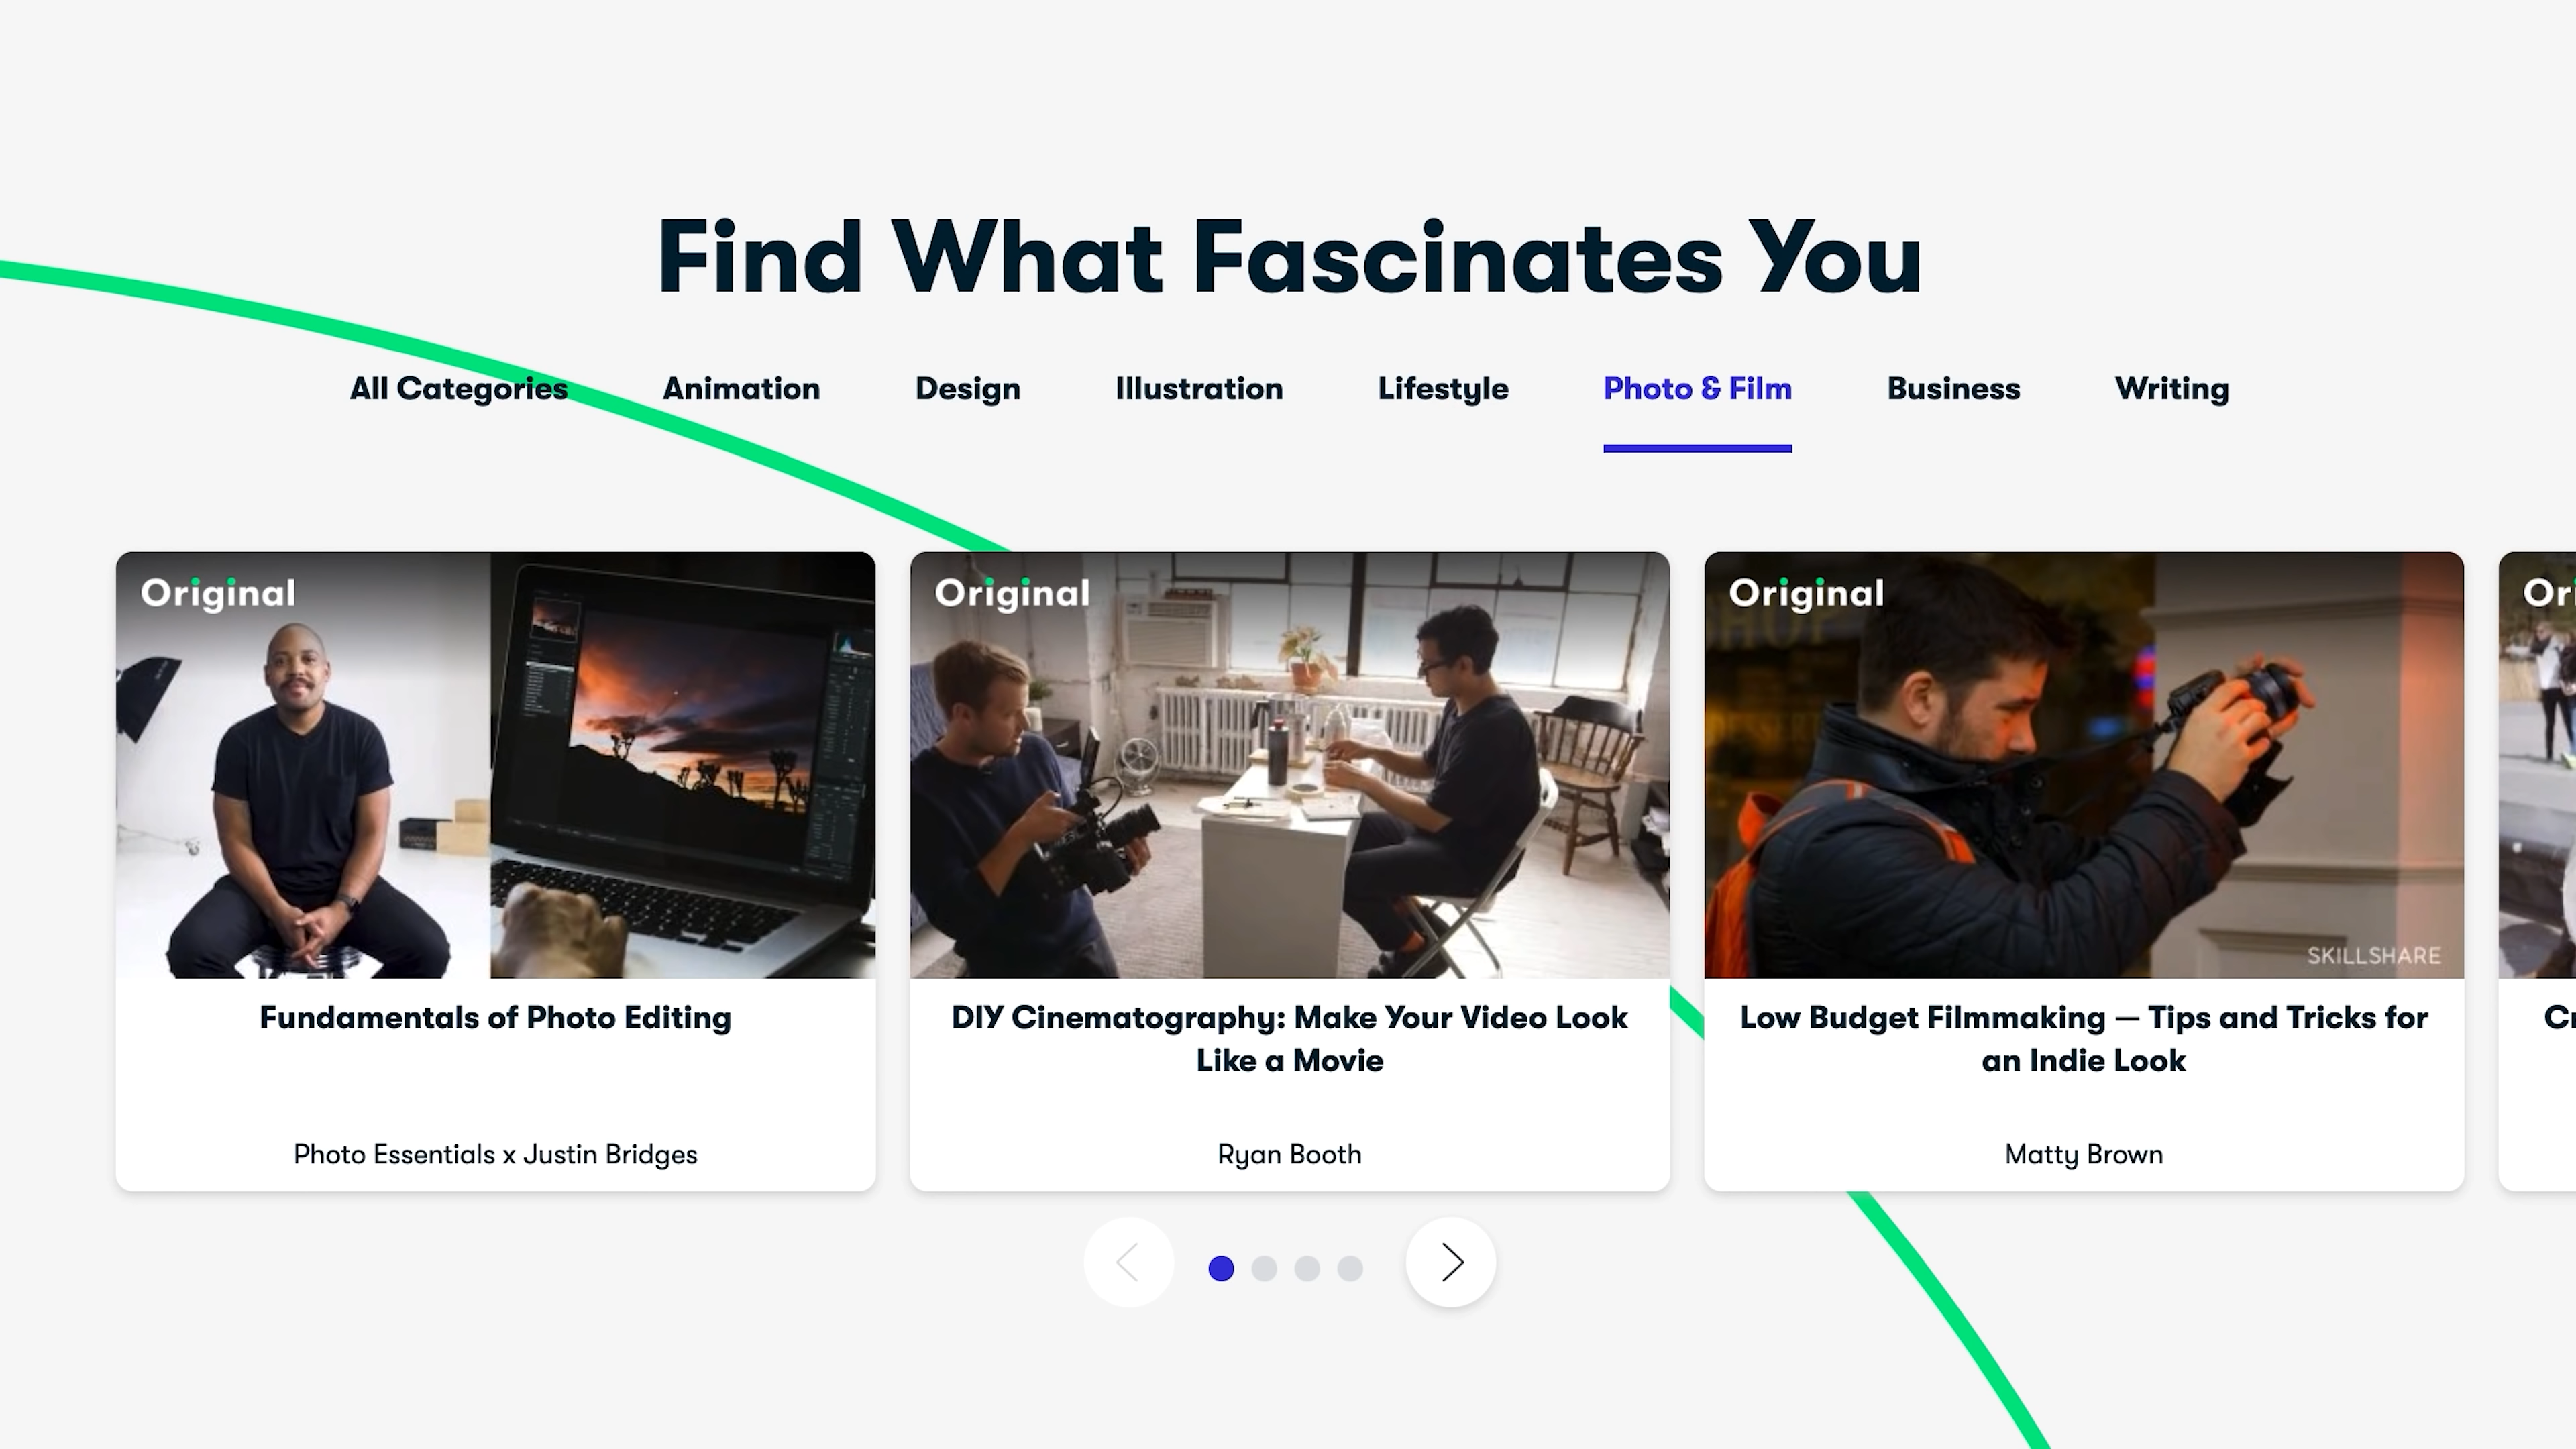 Find What Fascinates You
All Categories Animation Design Illustration Lifestyle Photo & Film Business Writing
Original
Original
Original
SKILLSHARE
Fundamentals of Photo Editing
Photo Essentials x Justin Bridges
DIY Cinematography: Make Your Video Look
Like a Movie
Ryan Booth
Low Budget Filmmaking — Tips and Tricks for
an Indie Look
Matty Brown